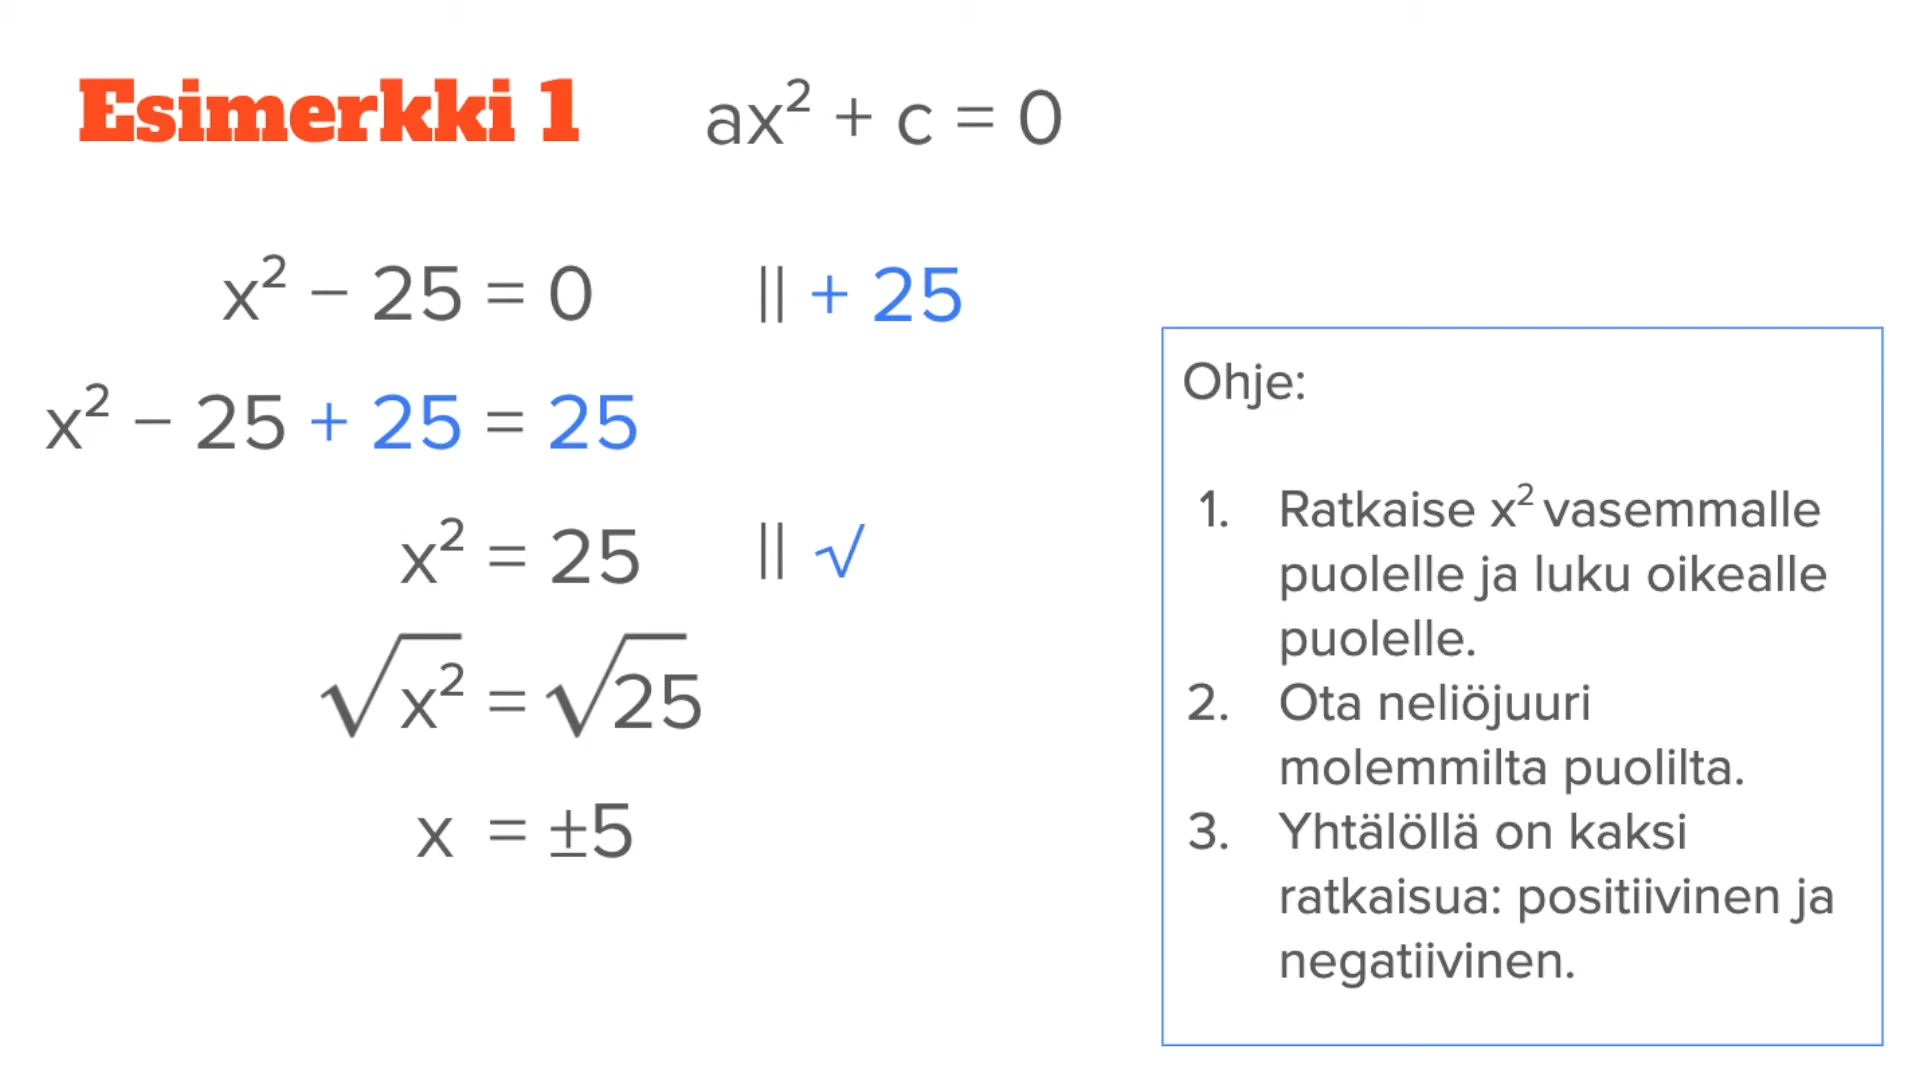 Esimerkki 1 ax² + c = 0
x² − 25 = 0 || + 25
x² − 25 + 25 = 25
x² = 25 || √
√x² = √25
x = ±5
Ohje:
1. Ratkaise x² vasemmalle
puolelle ja luku oikealle
puolelle.
2. Ota neliöjuuri
molemmilta puolilta.
3. Yhtälöllä on kaksi
ratkaisua: positiivinen ja
negatiivinen.